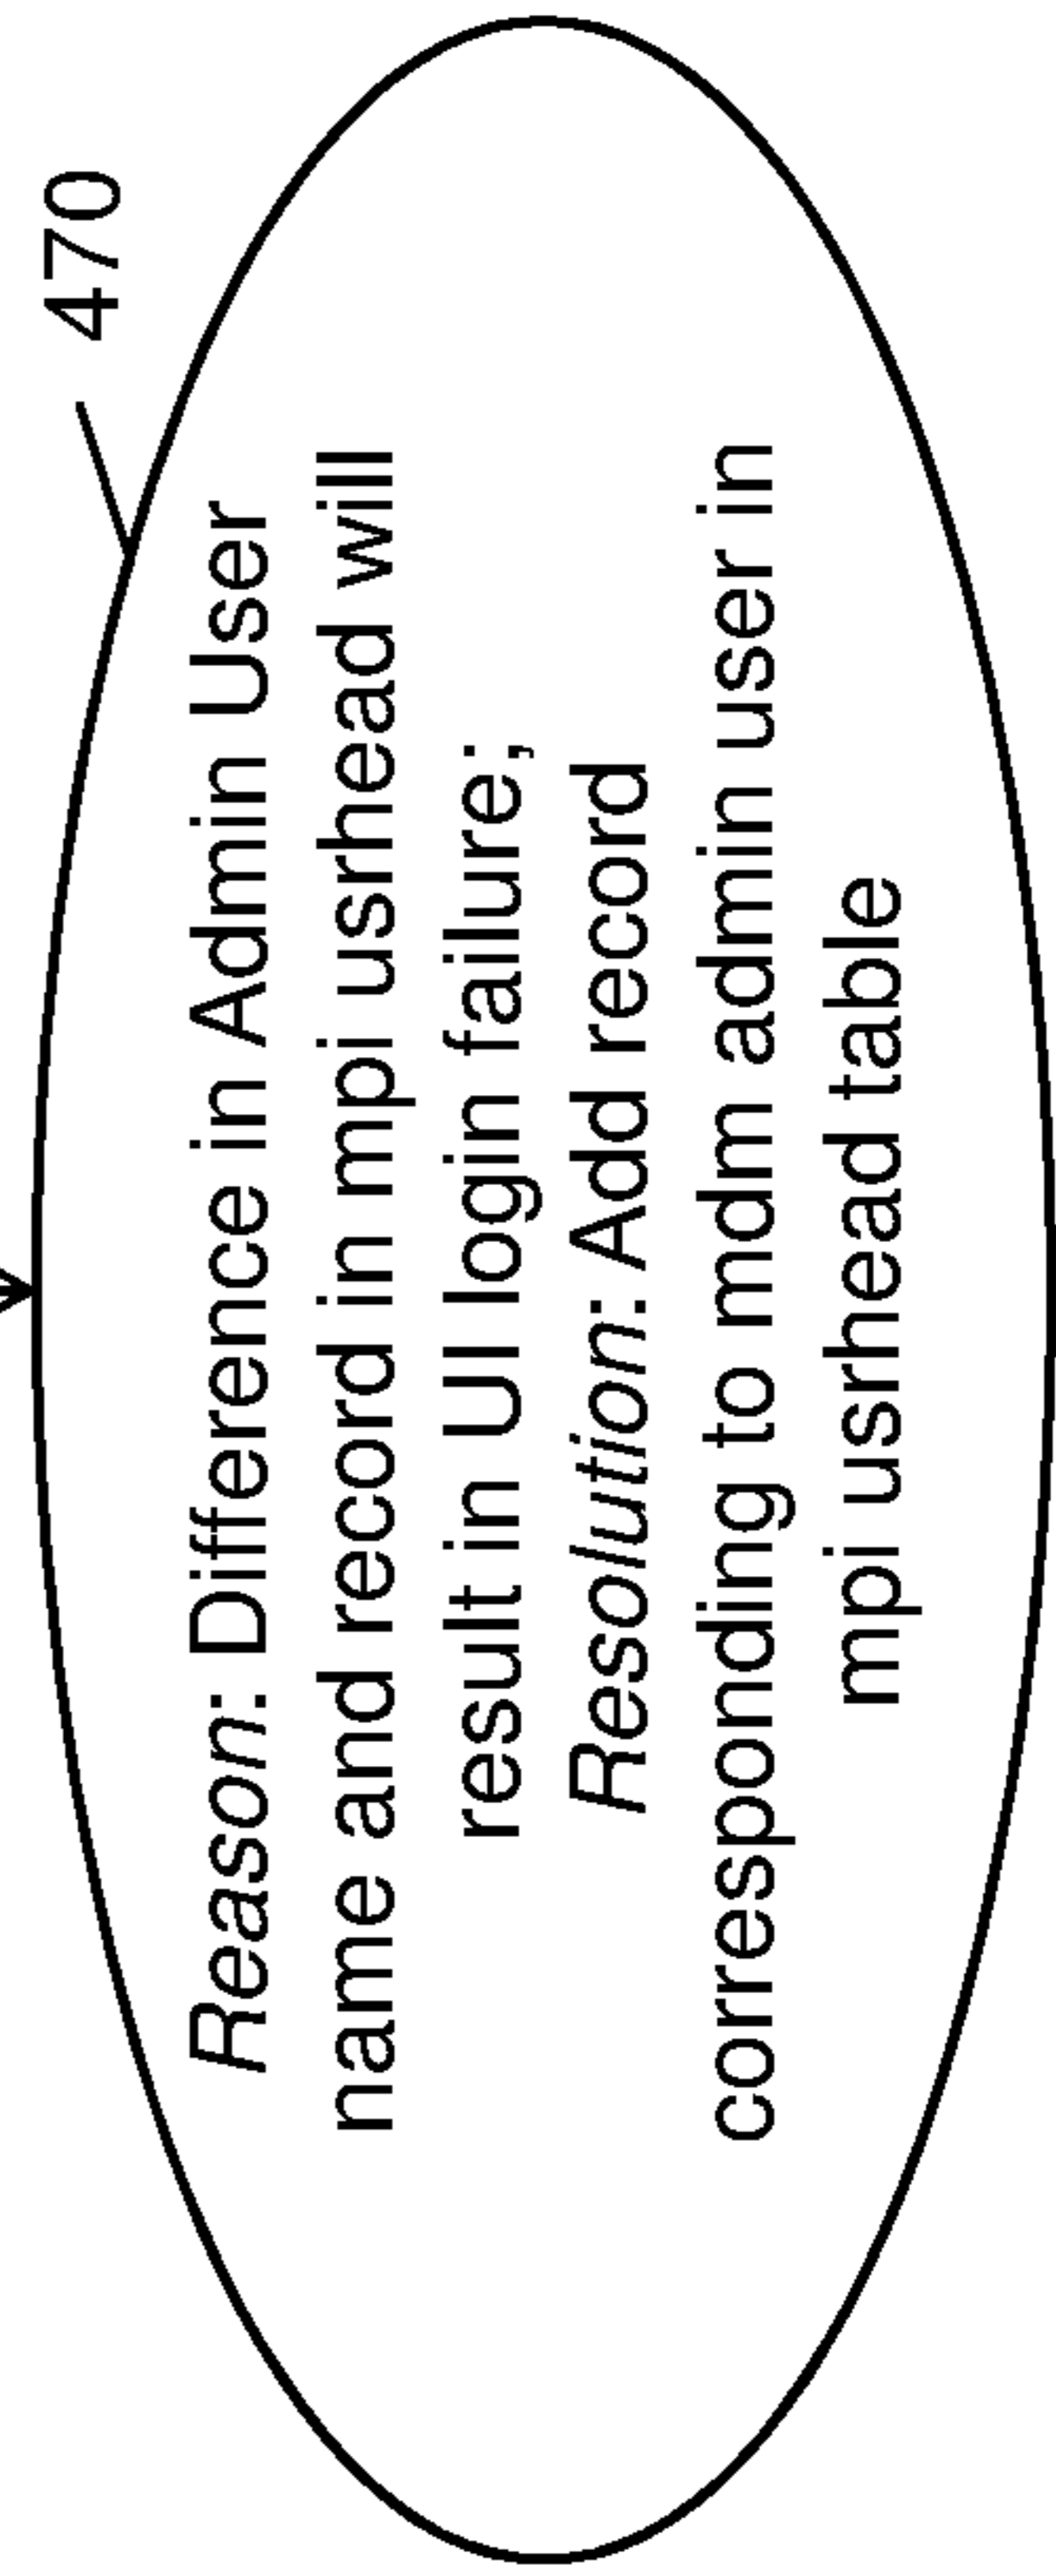 470
Reason: Difference in Admin User
name and record in mpi usrhead will
result in UI login failure;
Resolution: Add record
corresponding to mdm admin user in
mpi usrhead table